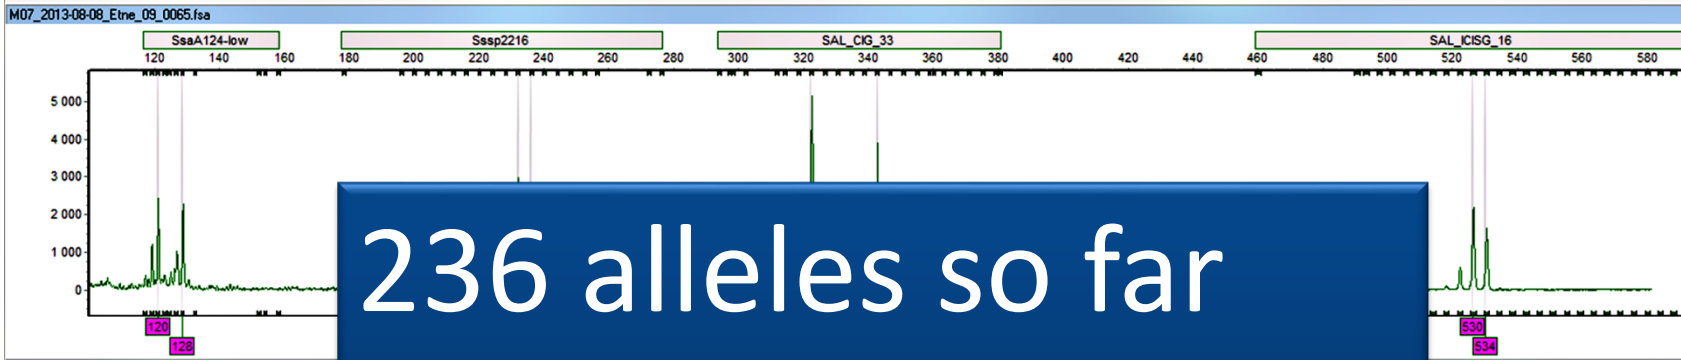 M07_2013-08-08_Etne_09_0065.fsa
SsaA124-low Sssp2216 SAL_CIG_33 SAL_ICISG_16
120 140 160 180 200 220 240 260 280 300 320 340 360 380 400 420 440 460 480 500 520 540 560 580
5 000
4 000
3 000
2 000
1 000
0
236 alleles so far
120 530
128 534